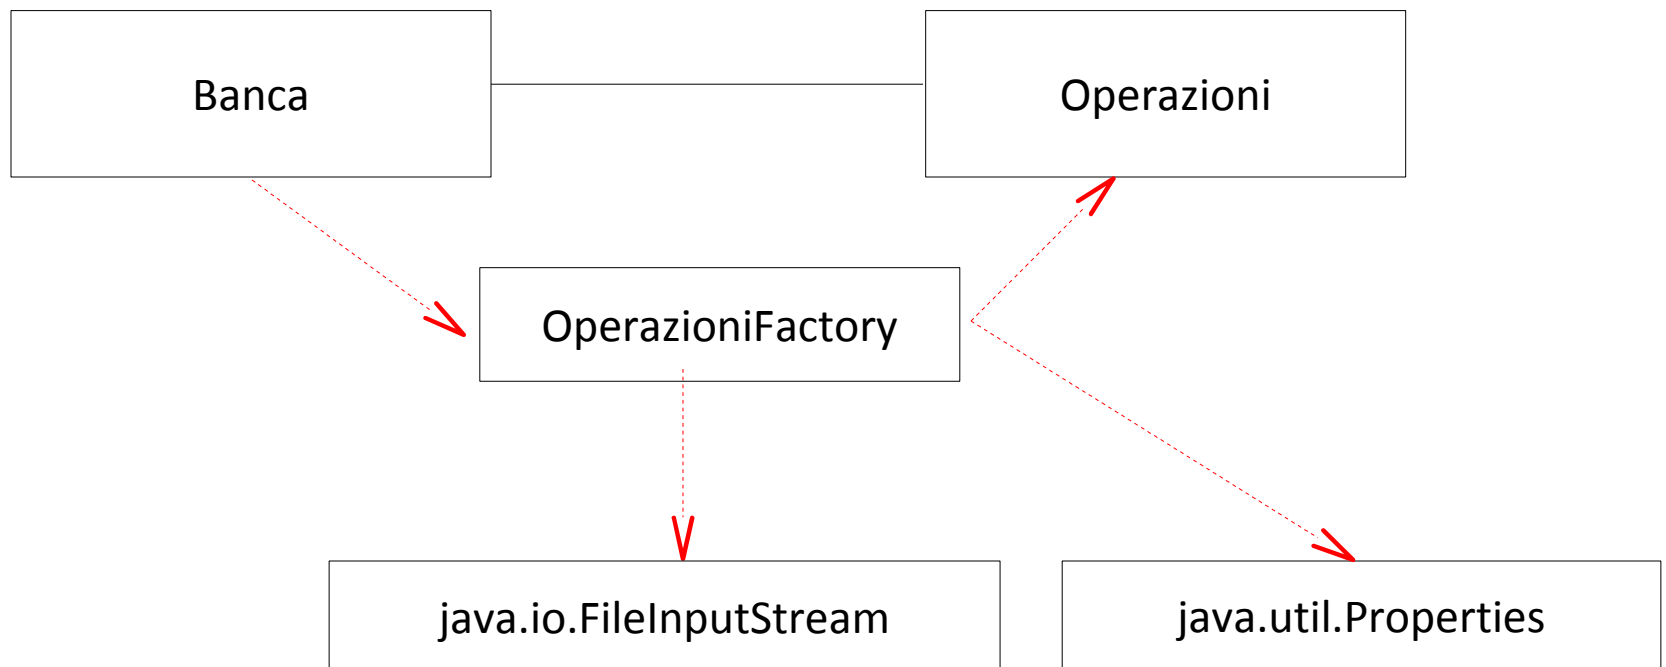 Banca
Operazioni
OperazioniFactory
java.io.FileInputStream
java.util.Properties